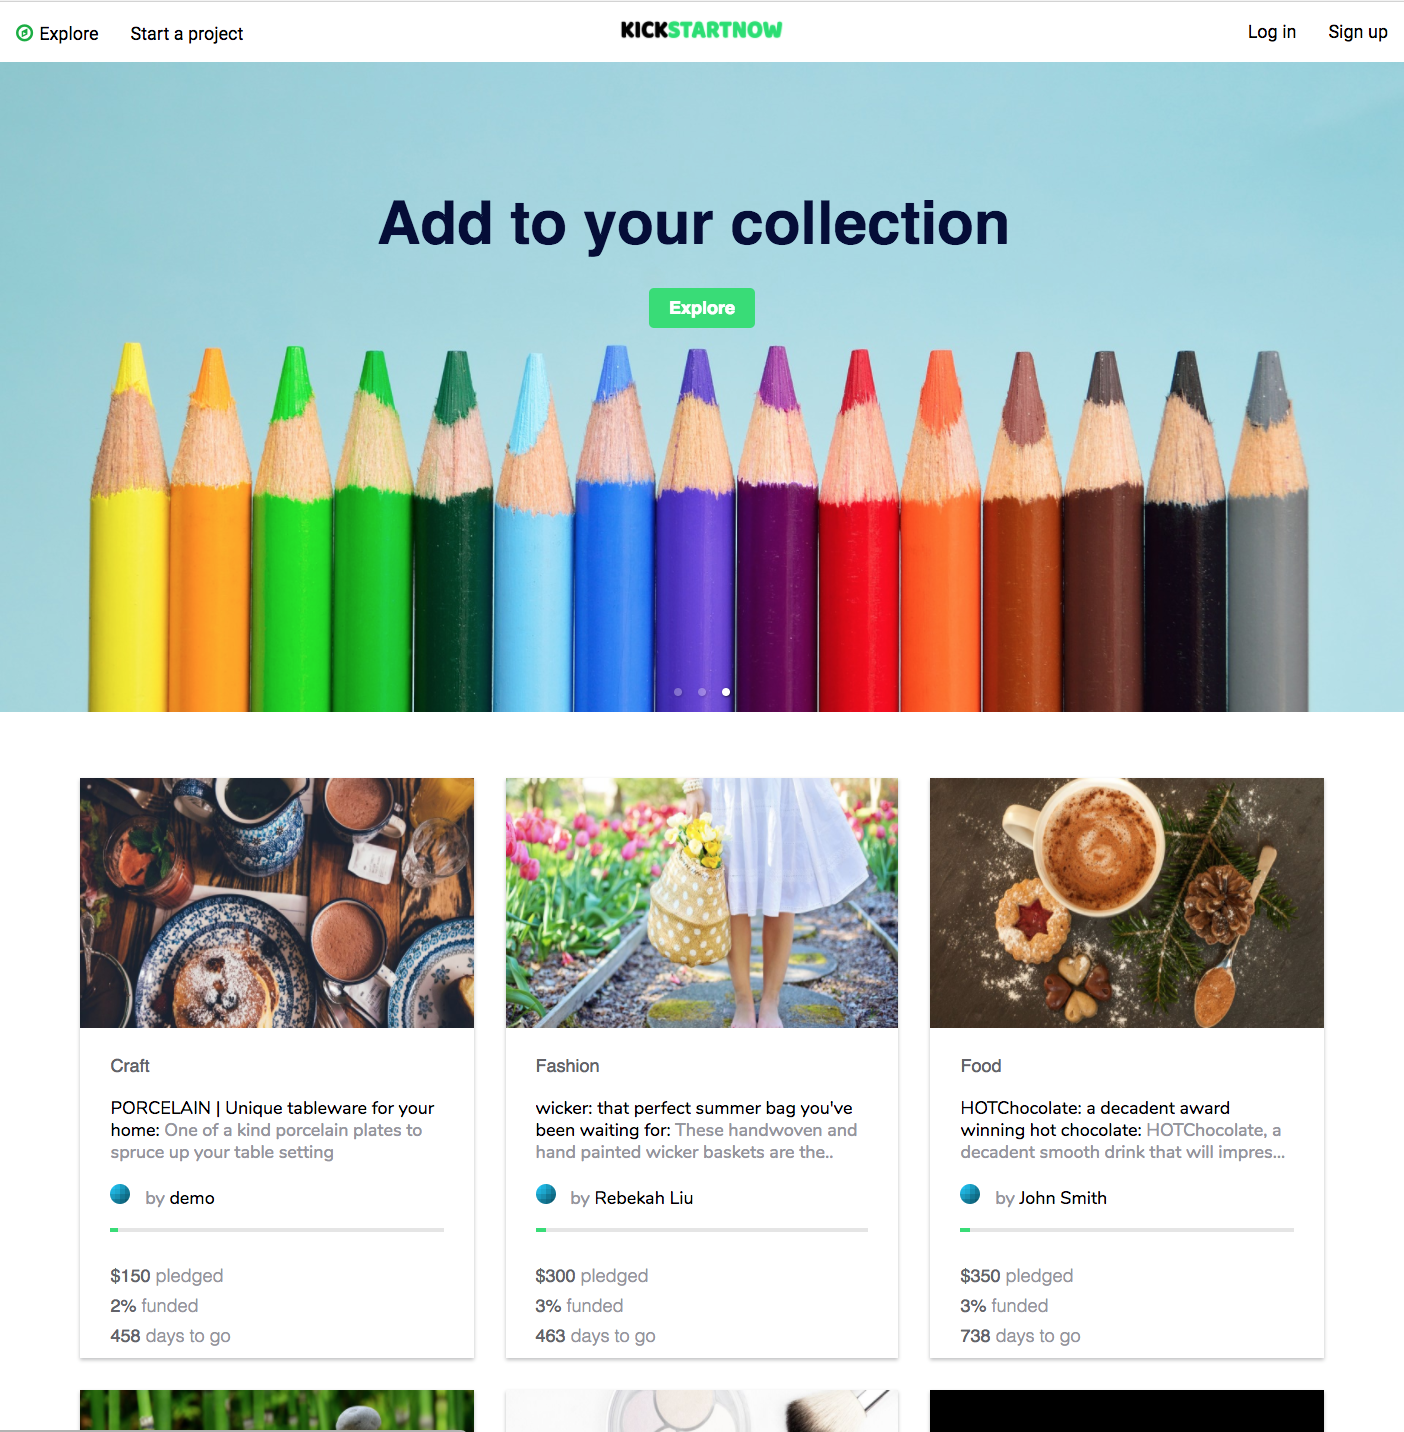 Explore
Start a project
KICKSTARTNOW
Log in
Sign up
Add to your collection
Explore
Craft
PORCELAIN | Unique tableware for your
home: One of a kind porcelain plates to
spruce up your table setting
by demo
$150 pledged
2% funded
458 days to go
Fashion
wicker: that perfect summer bag you've
been waiting for: These handwoven and
hand painted wicker baskets are the..
by Rebekah Liu
$300 pledged
3% funded
463 days to go
Food
HOTChocolate: a decadent award
winning hot chocolate: HOTChocolate, a
decadent smooth drink that will impres...
by John Smith
$350 pledged
3% funded
738 days to go